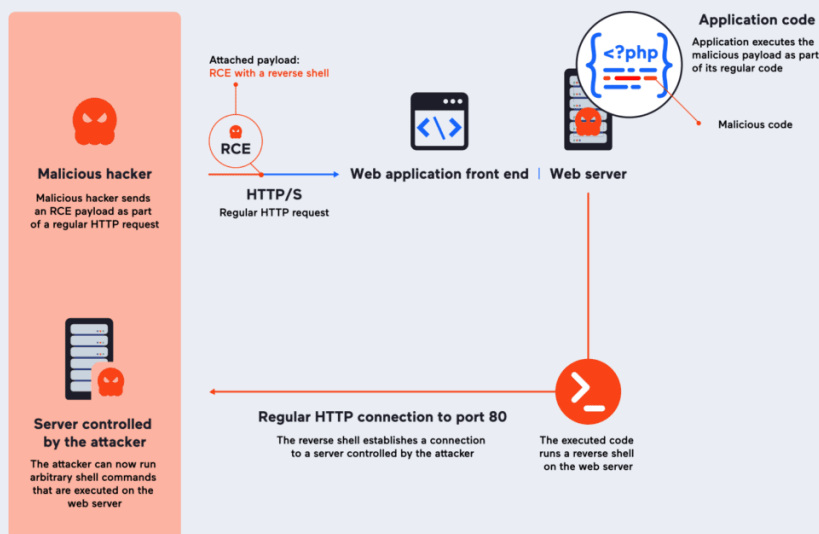 Application code
Application executes the
malicious payload as part
of its regular code
<?php
Malicious code
Attached payload:
RCE with a reverse shell
RCE
HTTP/S
Regular HTTP request
Web application front end | Web server
Malicious hacker
Malicious hacker sends
an RCE payload as part
of a regular HTTP request
Server controlled
by the attacker
The attacker can now run
arbitrary shell commands
that are executed on the
web server
Regular HTTP connection to port 80
The reverse shell establishes a connection
to a server controlled by the attacker
The executed code
runs a reverse shell
on the web server